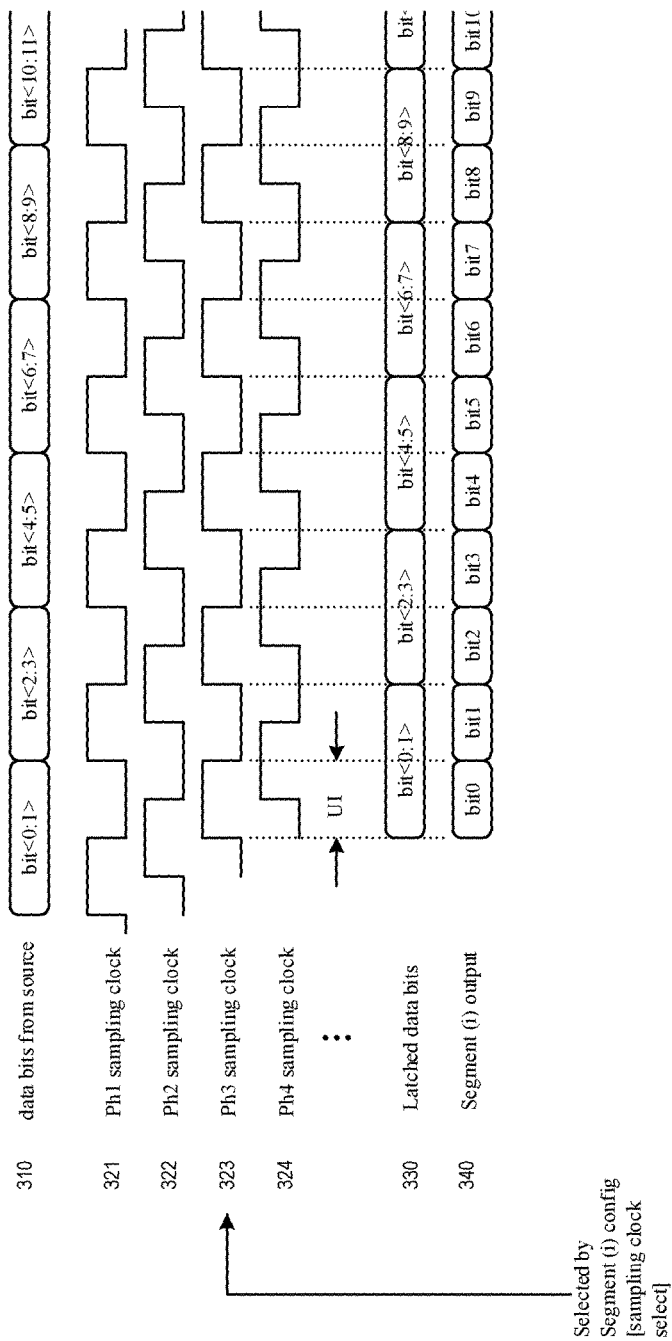 310 data bits from source bit<0:1> bit<2:3> bit<4:5> bit<6:7> bit<8:9> bit<10:11>
321 Ph1 sampling clock
322 Ph2 sampling clock
323 Ph3 sampling clock
324 Ph4 sampling clock
UI
330 Latched data bits bit<0:1> bit<2:3> bit<4:5> bit<6:7> bit<8:9> bit<
340 Segment (i) output bit0 bit1 bit2 bit3 bit4 bit5 bit6 bit7 bit8 bit9 bit10
Selected by
Segment (i) config
[sampling clock
select]